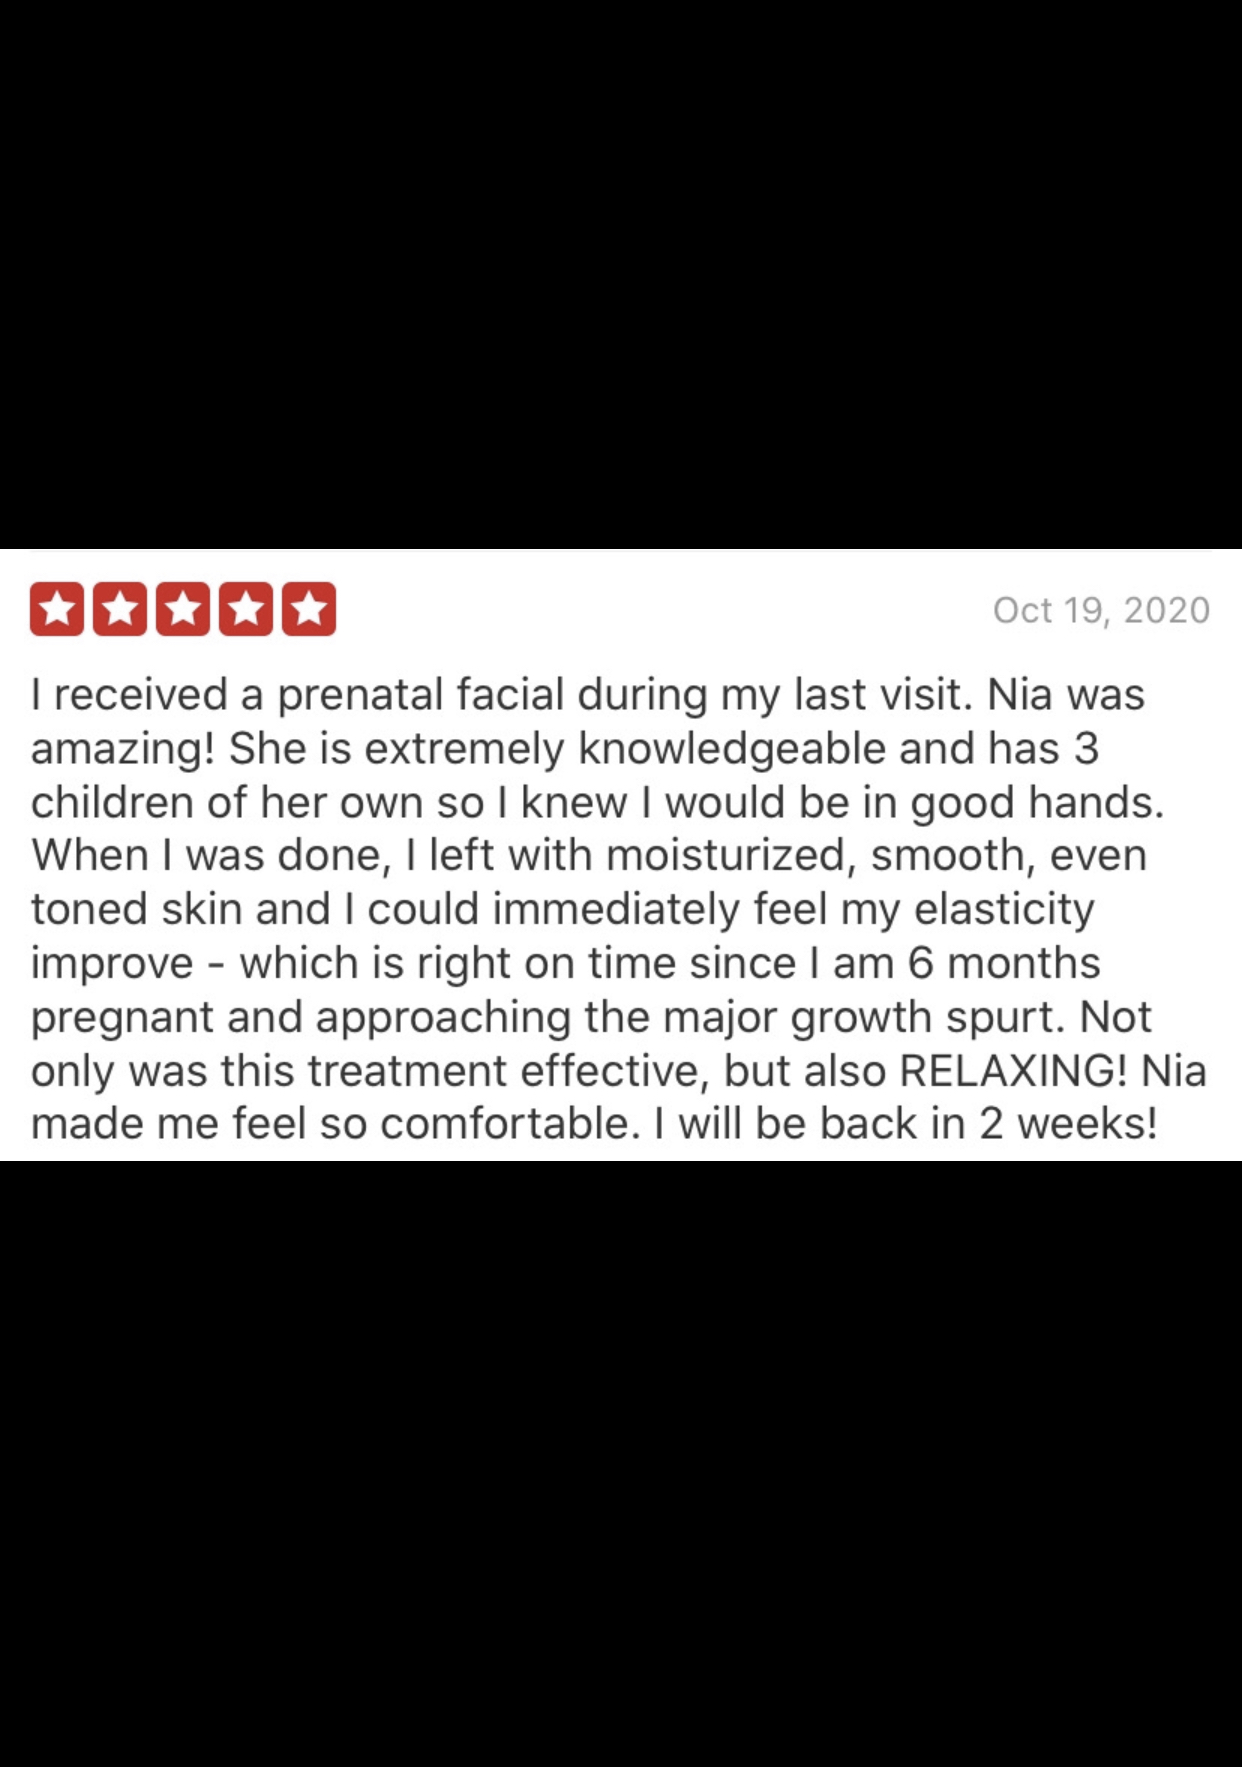 Oct 19, 2020
I received a prenatal facial during my last visit. Nia was
amazing! She is extremely knowledgeable and has 3
children of her own so I knew I would be in good hands.
When I was done, I left with moisturized, smooth, even
toned skin and I could immediately feel my elasticity
improve - which is right on time since I am 6 months
pregnant and approaching the major growth spurt. Not
only was this treatment effective, but also RELAXING! Nia
made me feel so comfortable. I will be back in 2 weeks!